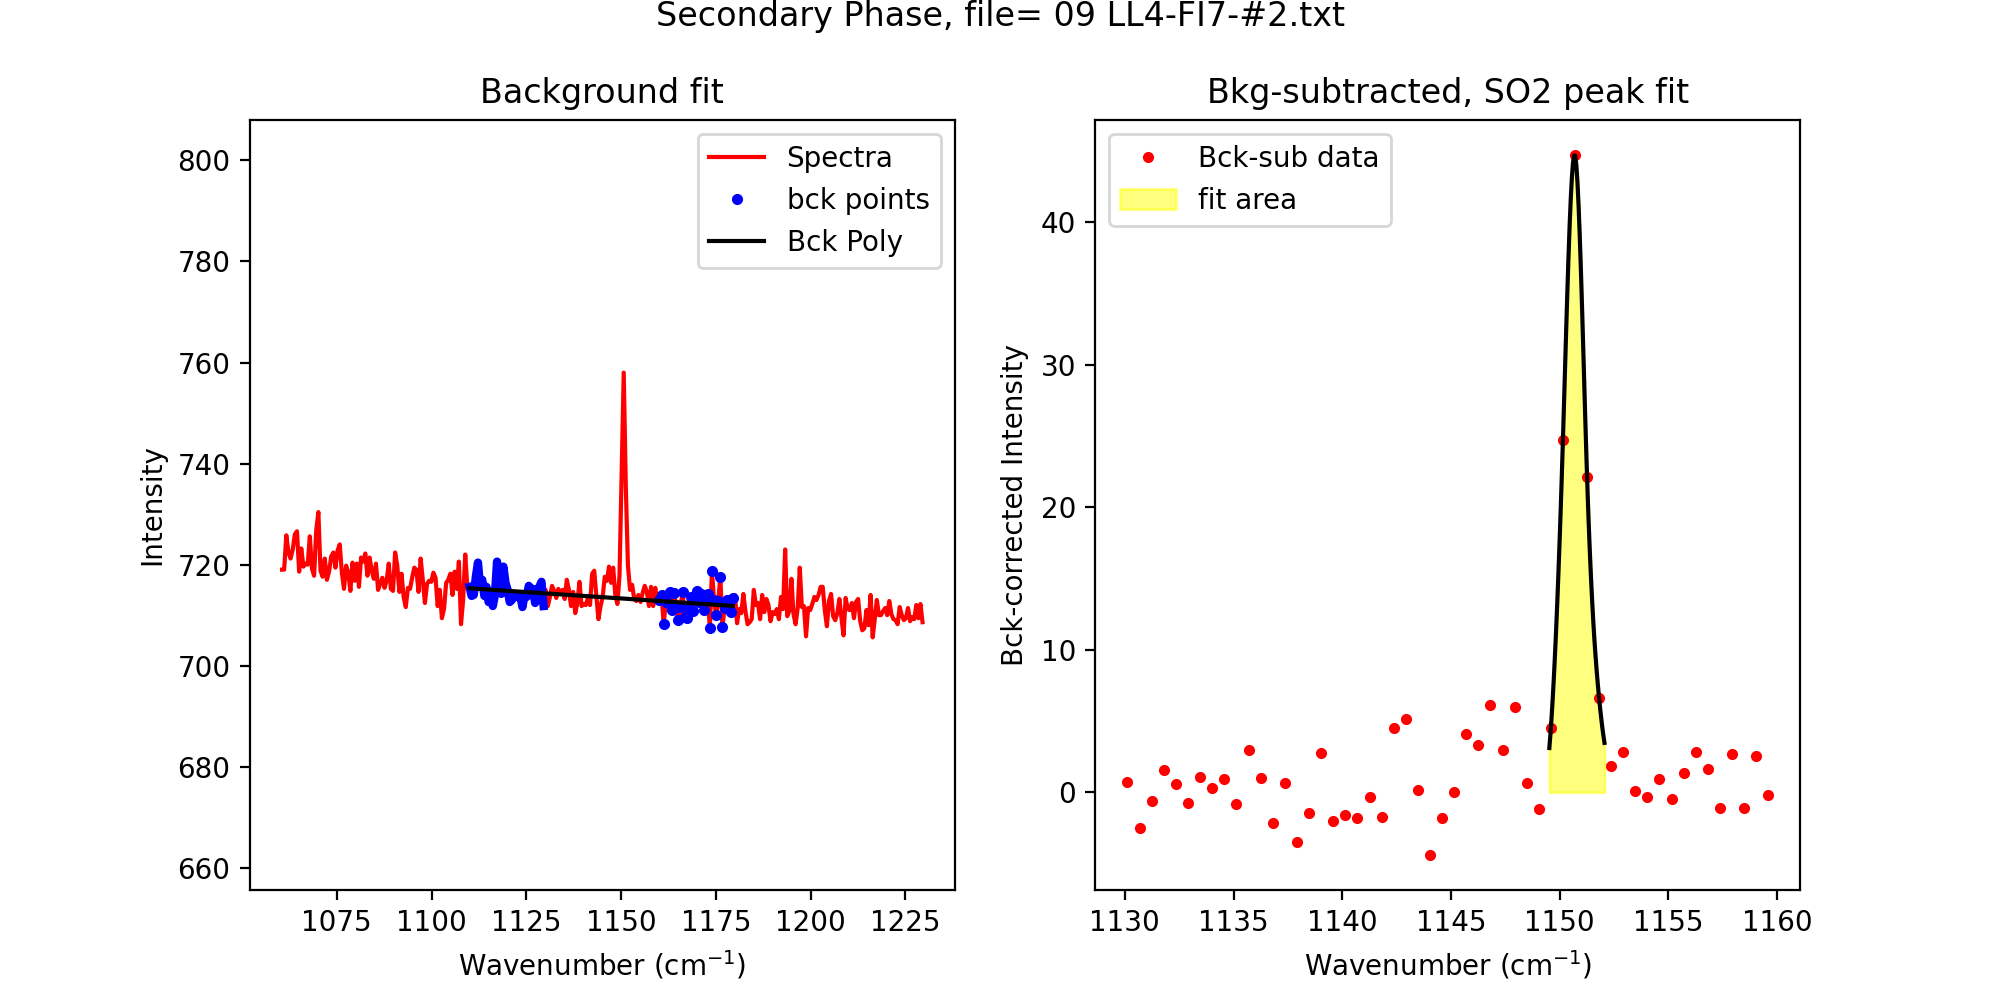 Secondary Phase, file= 09 LL4-FI7-#2.txt
Background fit
Spectra
bck points
Bck Poly
Intensity
800
780
760
740
720
700
680
660
1075 1100 1125 1150 1175 1200 1225
Wavenumber (cm⁻¹)
Bkg-subtracted, SO2 peak fit
Bck-sub data
fit area
Bck-corrected Intensity
40
30
20
10
0
1130 1135 1140 1145 1150 1155 1160
Wavenumber (cm⁻¹)